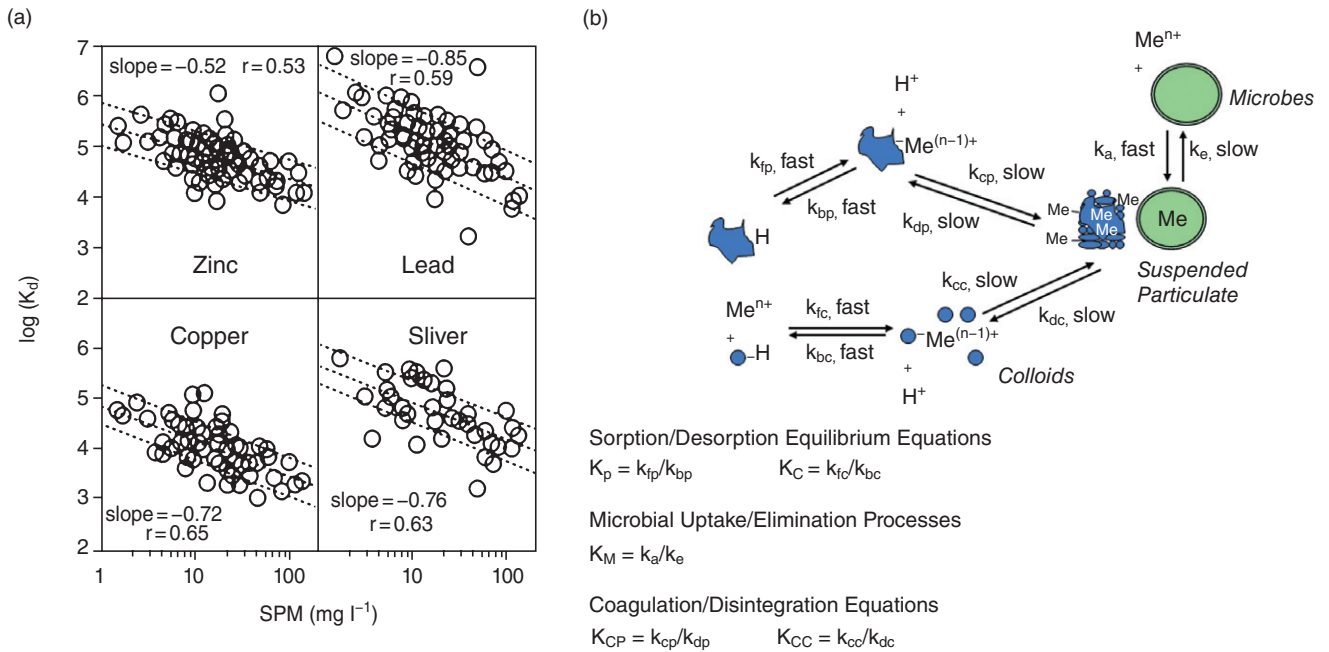 (a)
7
6
5
4
3
2
slope = −0.52 r = 0.53
Zinc
slope = −0.85
r = 0.59
Lead
log (Kd)
6
5
4
3
2
Copper
slope = −0.72
r = 0.65
Sliver
slope = −0.76
r = 0.63
1 10 100 10 100
SPM (mg l−1)
(b)
Men+
+
Microbes
ka, fast
ke, slow
H+
+
−Me(n−1)+
kfp, fast
kbp, fast
kcp, slow
kdp, slow
H
Me
Me
Me
Me
Me
Me
Suspended
Particulate
kcc, slow
kdc, slow
Men+
+
−H
kfc, fast
kbc, fast
−Me(n−1)+
+
H+
Colloids
Sorption/Desorption Equilibrium Equations
Kp = kfp/kbp KC = kfc/kbc
Microbial Uptake/Elimination Processes
KM = ka/ke
Coagulation/Disintegration Equations
KCP = kcp/kdp KCC = kcc/kdc